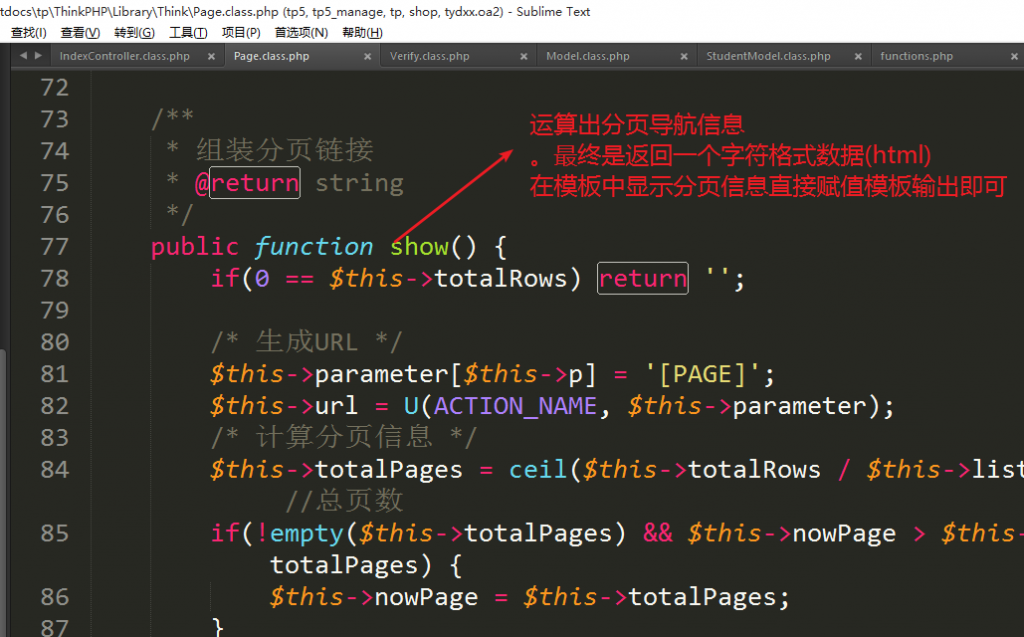 tdocs\tp\ThinkPHP\Library\Think\Page.class.php (tp5, tp5_manage, tp, shop, tydxx.oa2) - Sublime Text
查找(I) 查看(V) 转到(G) 工具(T) 项目(P) 首选项(N) 帮助(H)
IndexController.class.php × Page.class.php × Verify.class.php × Model.class.php × StudentModel.class.php × functions.php ×
72
73 /**
运算出分页导航信息
74 * 组装分页链接
。最终是返回一个字符格式数据(html)
75 * @return string
在模板中显示分页信息直接赋值模板输出即可
76 */
77 public function show() {
78 if(0 == $this->totalRows) return '';
79
80 /* 生成URL */
81 $this->parameter[$this->p] = '[PAGE]';
82 $this->url = U(ACTION_NAME, $this->parameter);
83 /* 计算分页信息 */
84 $this->totalPages = ceil($this->totalRows / $this->list
//总页数
85 if(!empty($this->totalPages) && $this->nowPage > $this-
totalPages) {
86 $this->nowPage = $this->totalPages;
87 }